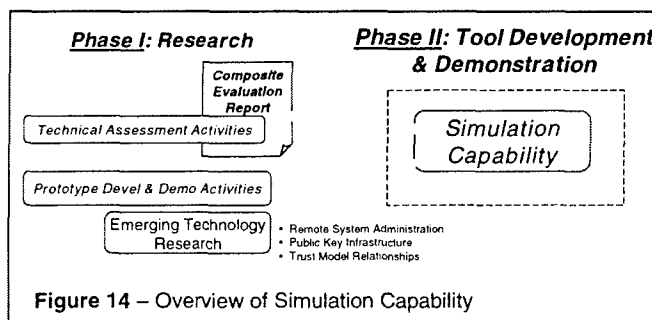 Phase I: Research
Composite
Evaluation
Report
Technical Assessment Activities
Prototype Devel & Demo Activities
Emerging Technology
Research
• Remote System Administration
• Public Key Infrastructure
• Trust Model Relationships
Phase II: Tool Development
& Demonstration
Simulation
Capability
Figure 14 – Overview of Simulation Capability